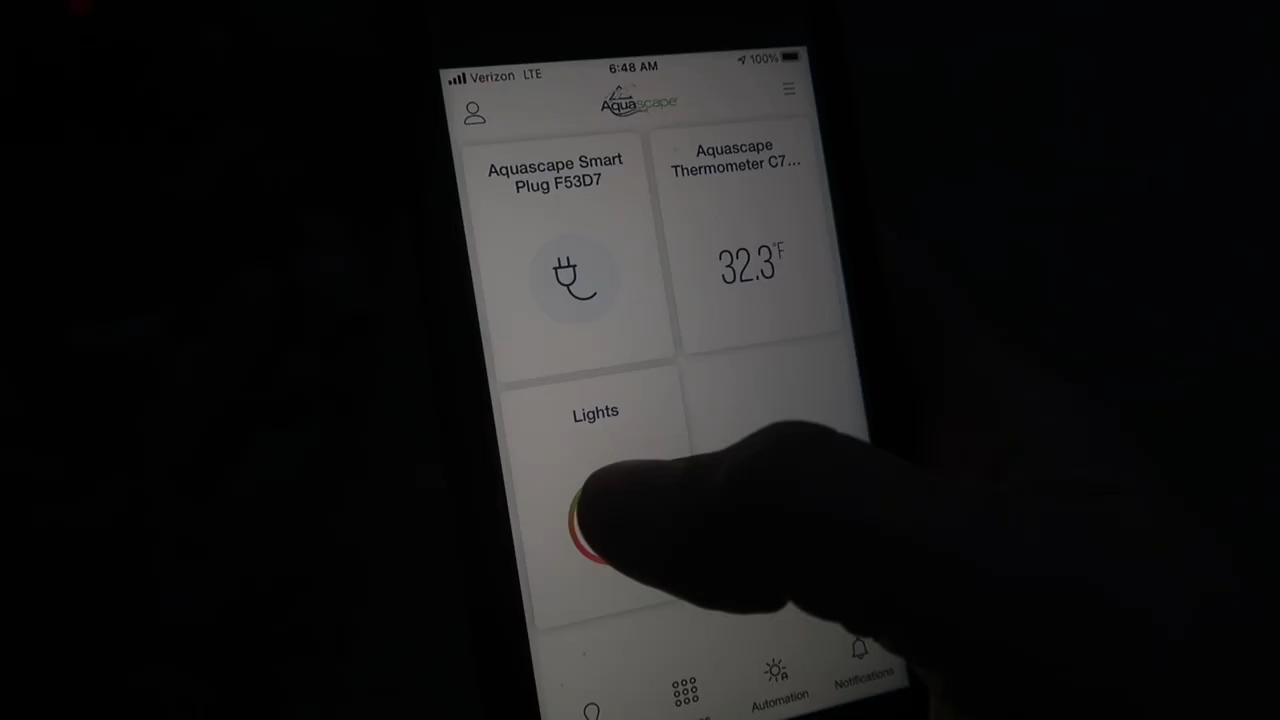 Verizon LTE
6:48 AM
100%
Aquascape
Aquascape Smart
Plug F53D7
Aquascape
Thermometer C7...
32.3°F
Lights
Automation
Notifications